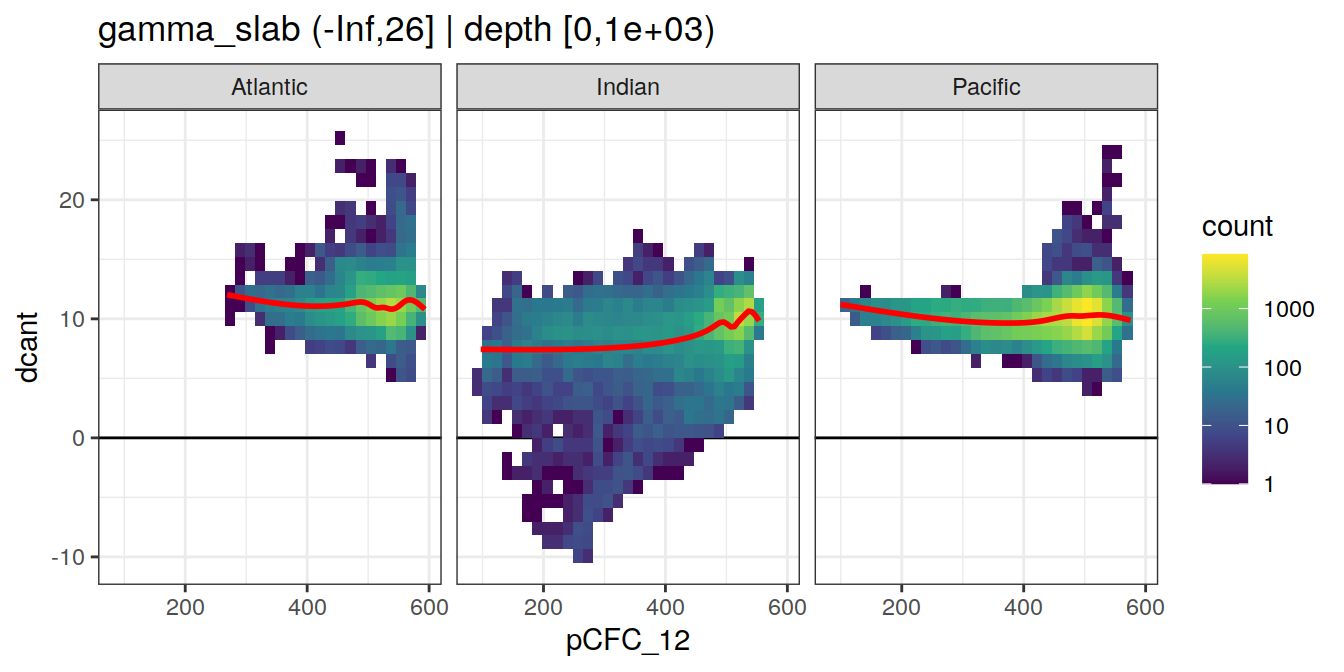 gamma_slab (-Inf,26] | depth [0,1e+03)
Atlantic Indian Pacific
dcant
20
10
0
-10
200 400 600 200 400 600 200 400 600
pCFC_12
count
1000
100
10
1